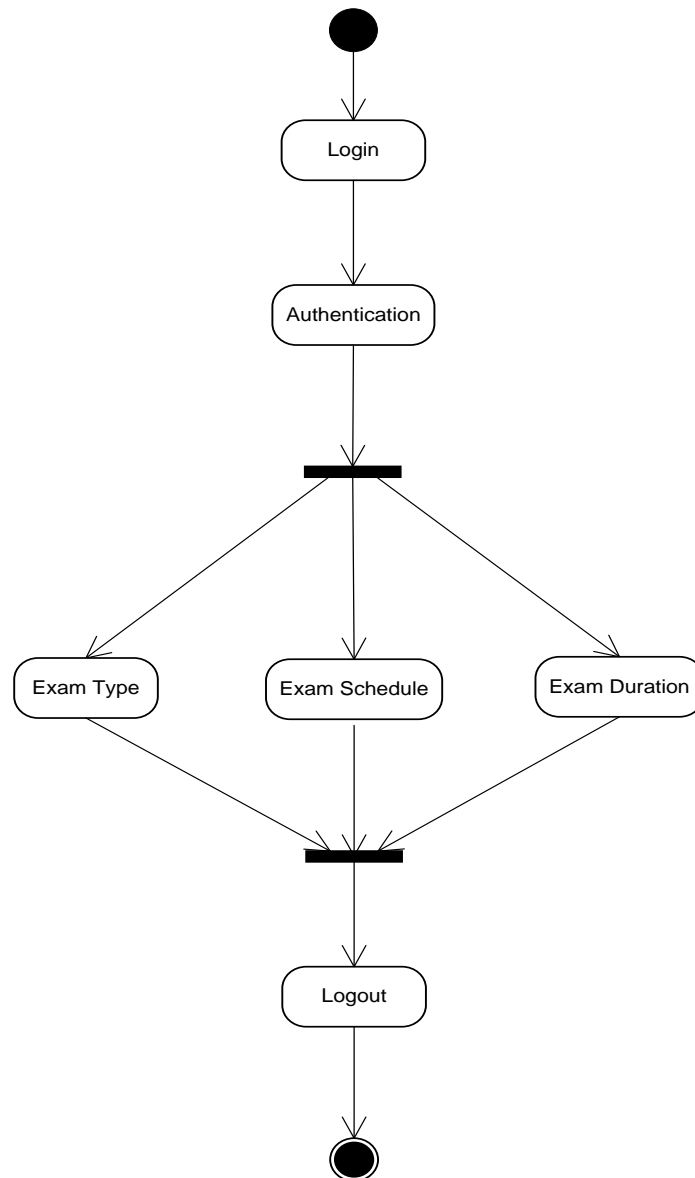 Login
Authentication
Exam Type
Exam Schedule
Exam Duration
Logout